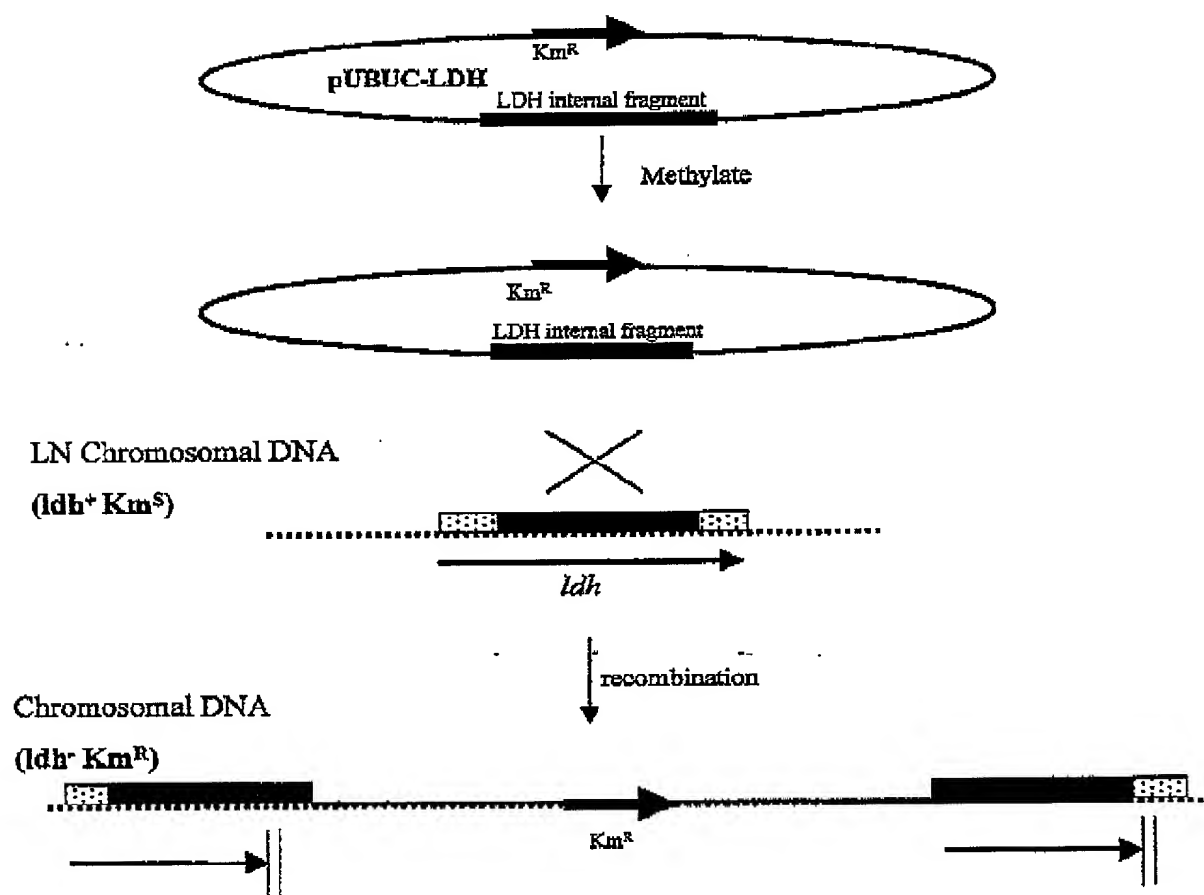 Kmᴿ
pUBUC-LDH
LDH internal fragment
Methylate
Kmᴿ
LDH internal fragment
LN Chromosomal DNA
(ldh⁺ Kmˢ)
ldh
recombination
Chromosomal DNA
(ldh⁻ Kmᴿ)
Kmᴿ